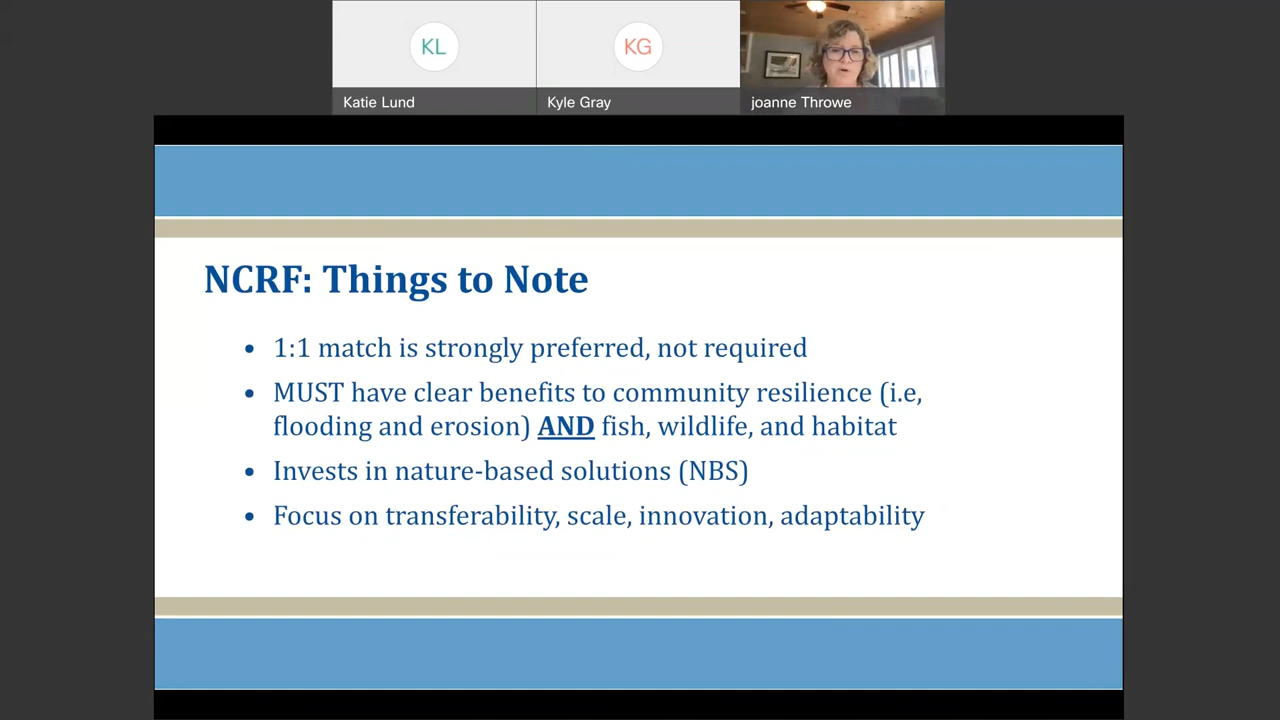 KL
KG
Katie Lund
Kyle Gray
joanne Throwe
NCRF: Things to Note
• 1:1 match is strongly preferred, not required
• MUST have clear benefits to community resilience (i.e,
flooding and erosion) AND fish, wildlife, and habitat
• Invests in nature-based solutions (NBS)
• Focus on transferability, scale, innovation, adaptability